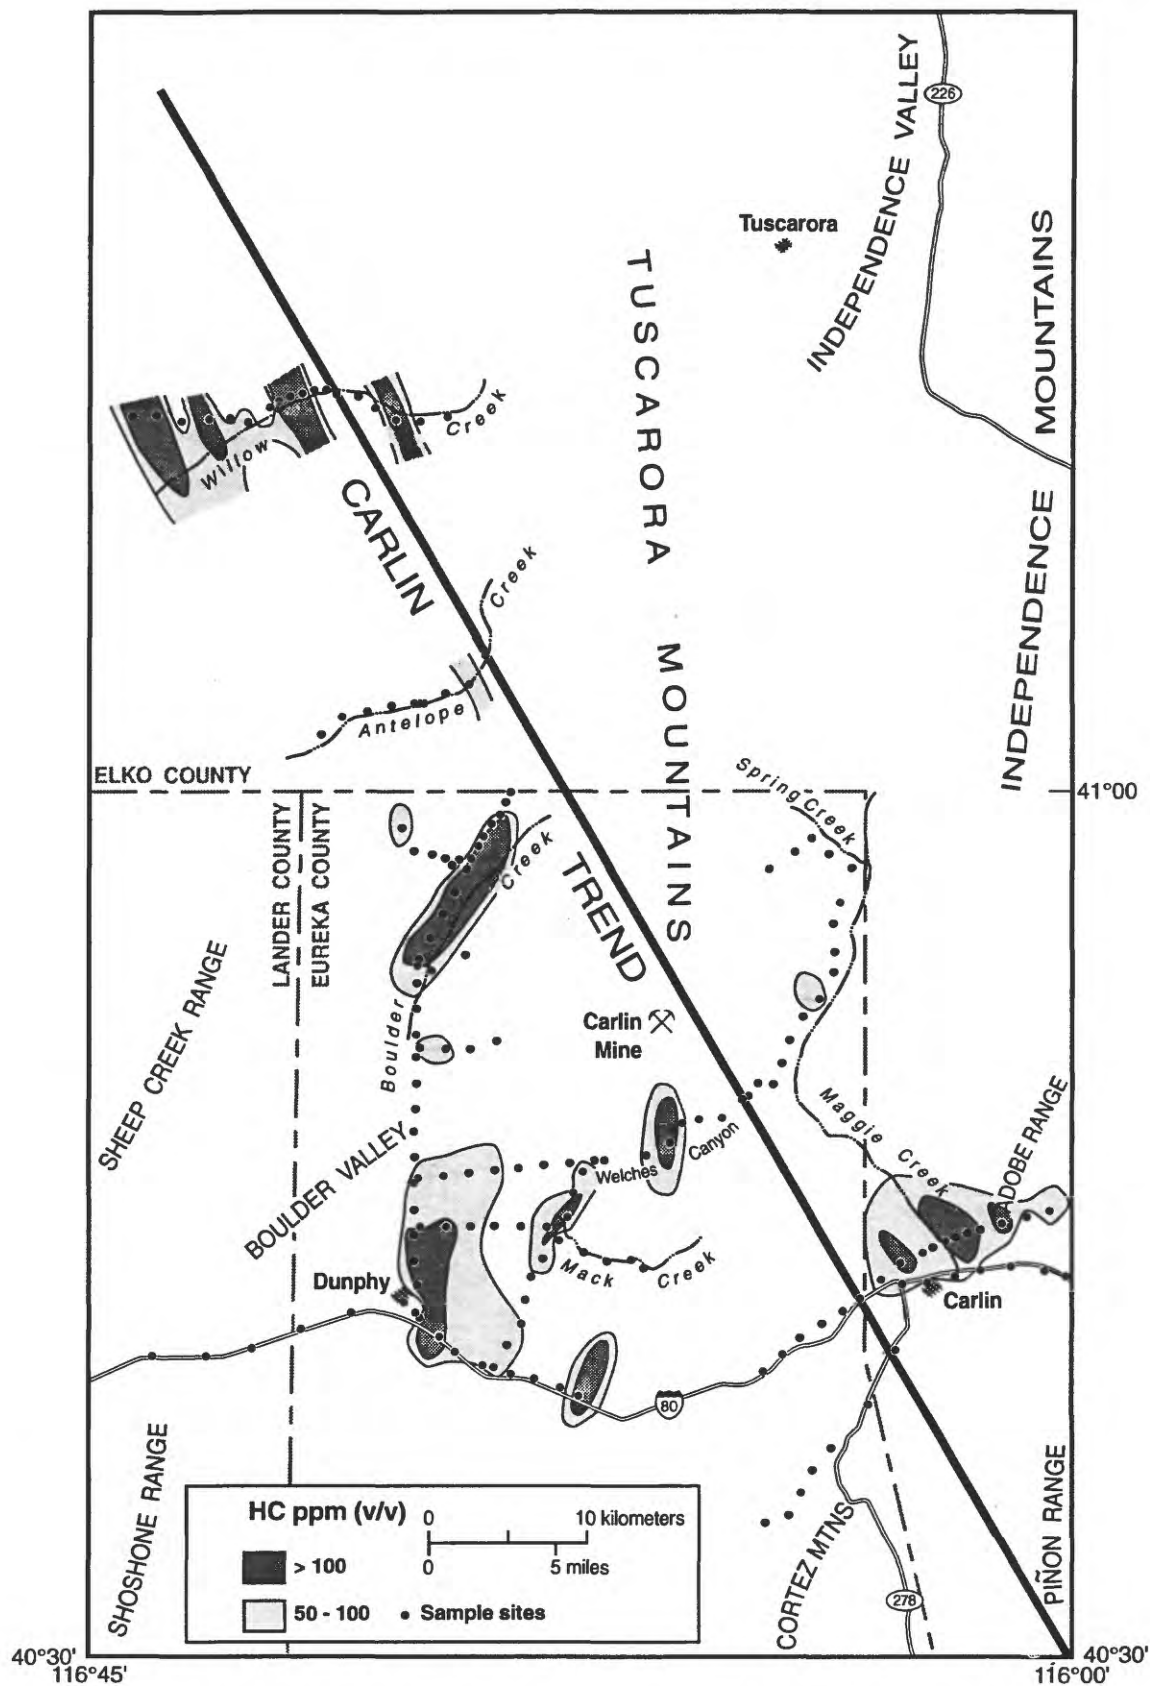 226
INDEPENDENCE VALLEY
Tuscarora
TUSCARORA MOUNTAINS
INDEPENDENCE MOUNTAINS
Willow Creek
CARLIN TREND
Creek
Antelope
ELKO COUNTY
41°00
Spring Creek
LANDER COUNTY
EUREKA COUNTY
Creek
Boulder
SHEEP CREEK RANGE
Carlin
Mine
BOULDER VALLEY
Welches Canyon
Maggie Creek
ADOBE RANGE
Mack Creek
Dunphy
Carlin
80
SHOSHONE RANGE
CORTEZ MTNS
278
PIÑON RANGE
HC ppm (v/v)
0 10 kilometers
0 5 miles
> 100
50 - 100
Sample sites
40°30'
116°45'
40°30'
116°00'